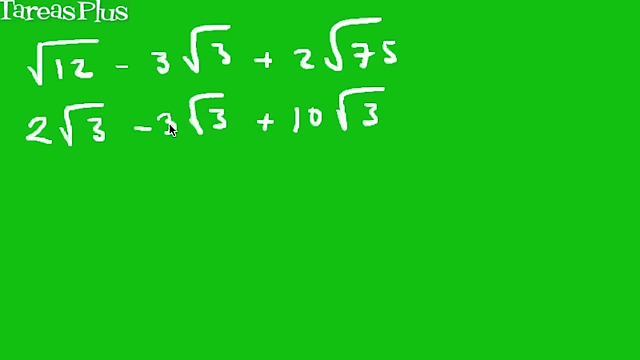 TareasPlus
√12 - 3√3 + 2√75
2√3 - 3√3 + 10√3